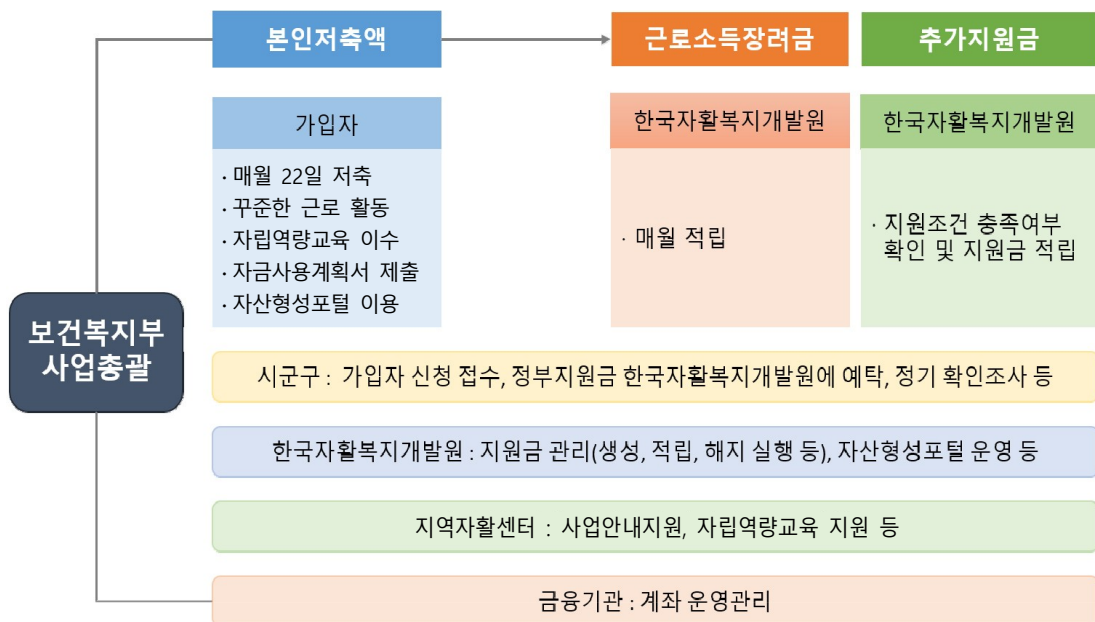 본인저축액
근로소득장려금
추가지원금
가입자
· 매월 22일 저축
· 꾸준한 근로 활동
· 자립역량교육 이수
· 자금사용계획서 제출
· 자산형성포털 이용
한국자활복지개발원
· 매월 적립
한국자활복지개발원
· 지원조건 충족여부
확인 및 지원금 적립
보건복지부
사업총괄
시군구 : 가입자 신청 접수, 정부지원금 한국자활복지개발원에 예탁, 정기 확인조사 등
한국자활복지개발원 : 지원금 관리(생성, 적립, 해지 실행 등), 자산형성포털 운영 등
지역자활센터 : 사업안내지원, 자립역량교육 지원 등
금융기관 : 계좌 운영관리